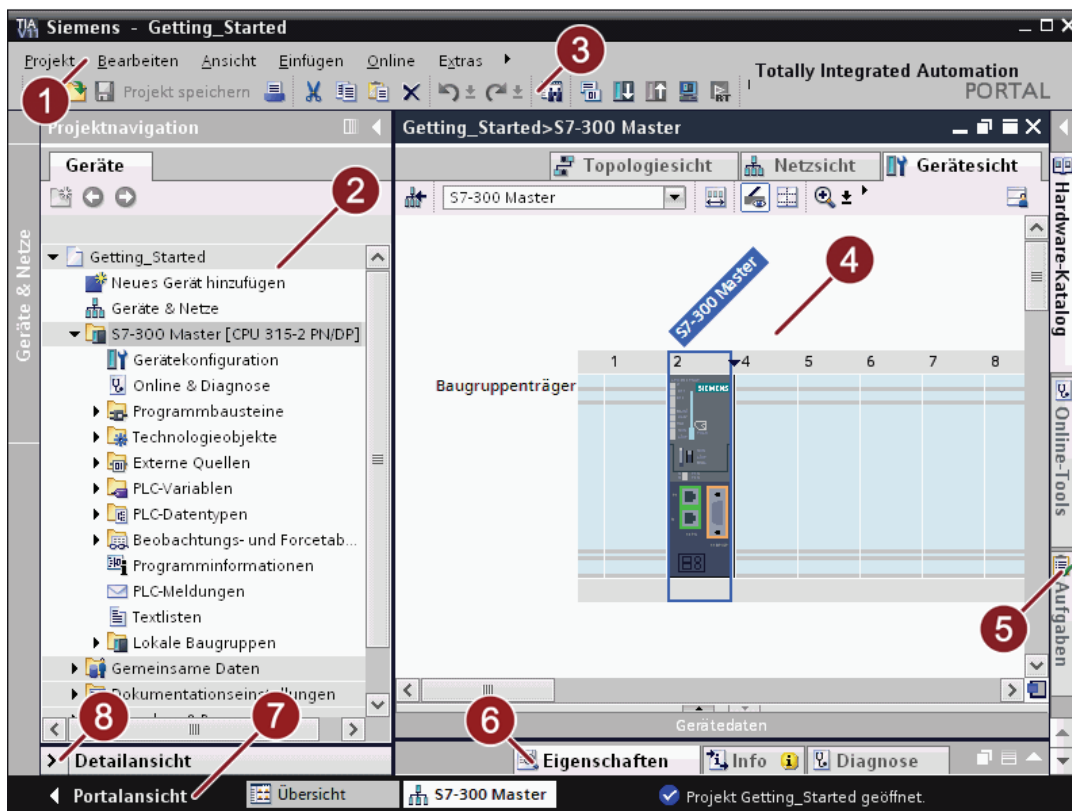 Siemens - Getting_Started
Projekt Bearbeiten Ansicht Einfügen Online Extras
3
1
Projekt speichern
Totally Integrated Automation
PORTAL
Projektnavigation
Getting_Started>S7-300 Master
Geräte
Topologiesicht Netzsicht Gerätesicht
2
S7-300 Master
Geräte & Netze
Getting_Started
Neues Gerät hinzufügen
Geräte & Netze
S7-300 Master [CPU 315-2 PN/DP]
Gerätekonfiguration
Online & Diagnose
Programmbausteine
Technologieobjekte
Externe Quellen
PLC-Variablen
PLC-Datentypen
Beobachtungs- und Forcetab...
Programminformationen
PLC-Meldungen
Textlisten
Lokale Baugruppen
Gemeinsame Daten
Dokumentationseinstellungen
8
7
Detailansicht
4
S7-300 Master
1 2 4 5 6 7 8
Baugruppenträger
SIEMENS
Hardware-Katalog
Online-Tools
5
Aufgaben
6
Gerätedaten
Eigenschaften Info Diagnose
Portalansicht Übersicht S7-300 Master Projekt Getting_Started geöffnet.